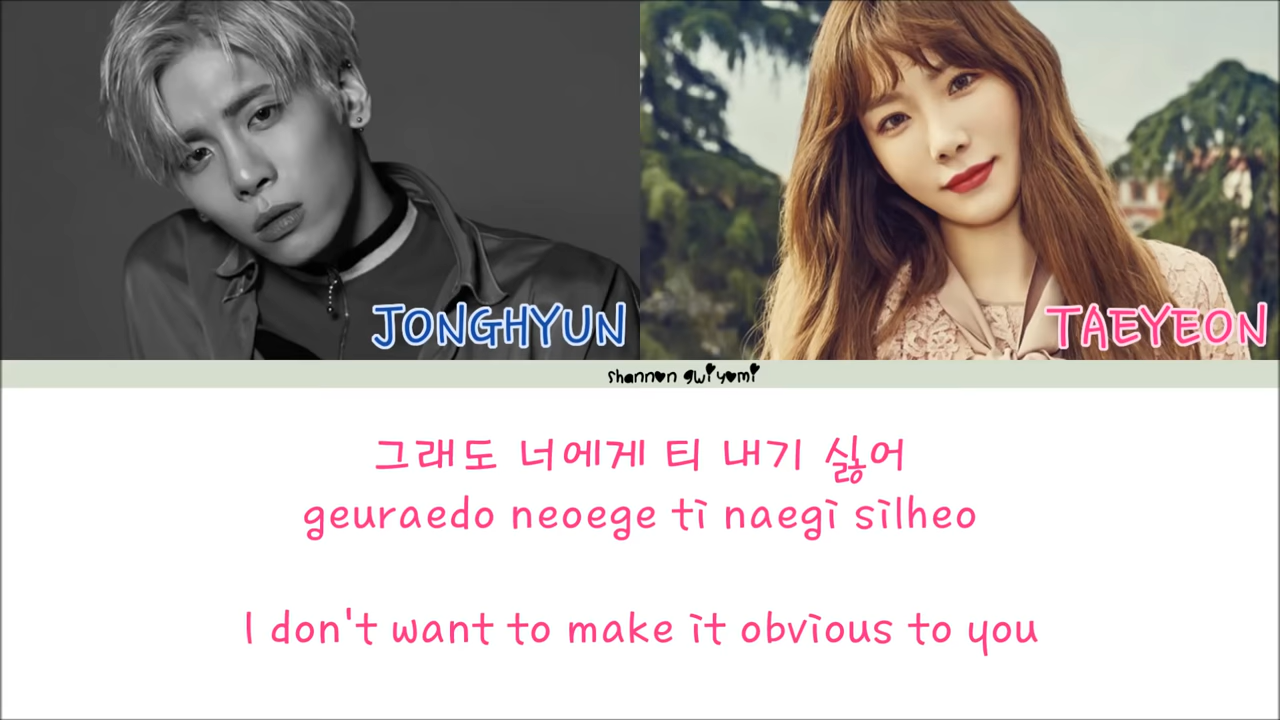 JONGHYUN
TAEYEON
shannon gwiyomi
그래도 너에게 티 내기 싫어
geuraedo neoege ti naegi silheo
I don't want to make it obvious to you